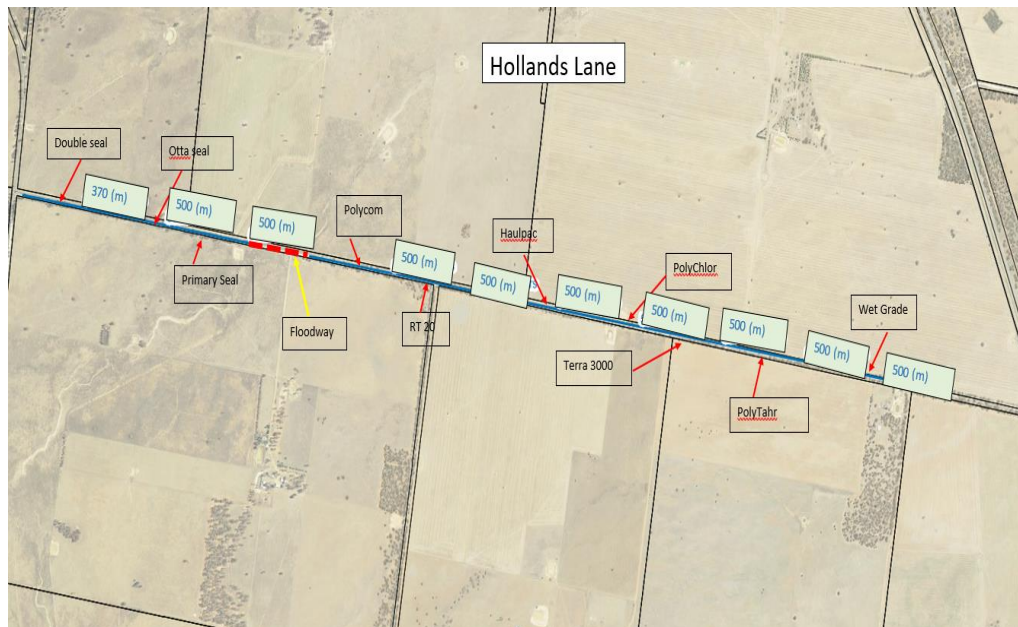 Hollands Lane
Double seal
Otta seal
370 (m)
500 (m)
500 (m)
Polycom
Primary Seal
Floodway
500 (m)
RT 20
500 (m)
Haulpac
500 (m)
PolyChlor
500 (m)
Terra 3000
500 (m)
PolyTahr
500 (m)
Wet Grade
500 (m)